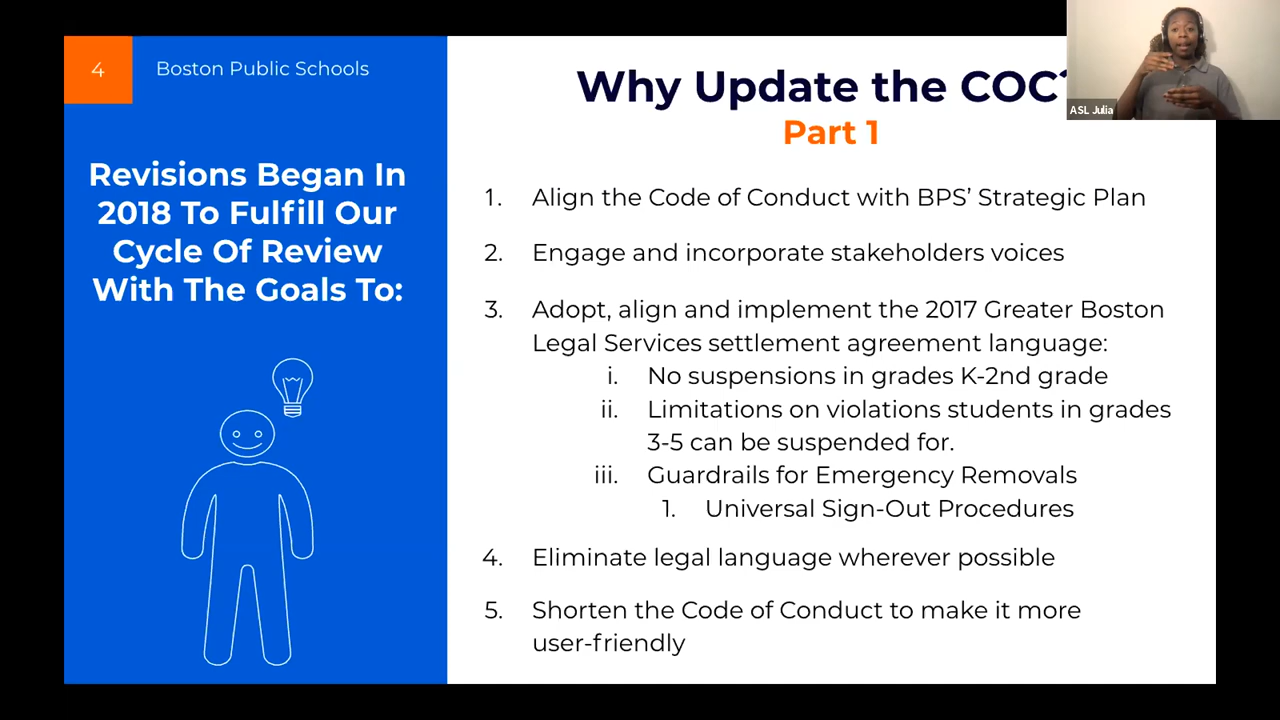 4
Boston Public Schools
Revisions Began In
2018 To Fulfill Our
Cycle Of Review
With The Goals To:
Why Update the COC?
Part 1
1. Align the Code of Conduct with BPS’ Strategic Plan
2. Engage and incorporate stakeholders voices
3. Adopt, align and implement the 2017 Greater Boston
Legal Services settlement agreement language:
i. No suspensions in grades K-2nd grade
ii. Limitations on violations students in grades
3-5 can be suspended for.
iii. Guardrails for Emergency Removals
1. Universal Sign-Out Procedures
4. Eliminate legal language wherever possible
5. Shorten the Code of Conduct to make it more
user-friendly
ASL Julia